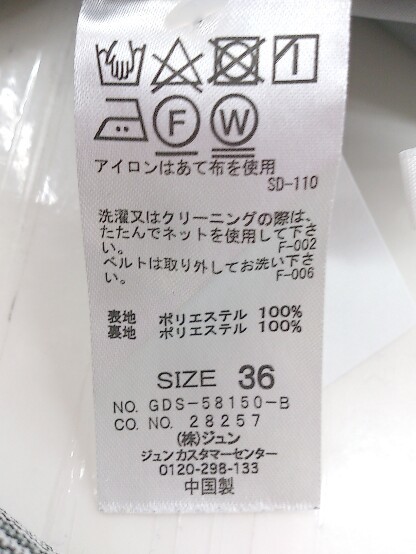 F W
アイロンはあて布を使用
SD-110
洗濯又はクリーニングの際は、
たたんでネットを使用して下さ
い。 F-002
ベルトは取り外してお洗い下さ
い。 F-006
表地 ポリエステル 100%
裏地 ポリエステル 100%
SIZE 36
NO. GDS-58150-B
CO. NO. 28257
(株)ジュン
ジュンカスタマーセンター
0120-298-133
中国製